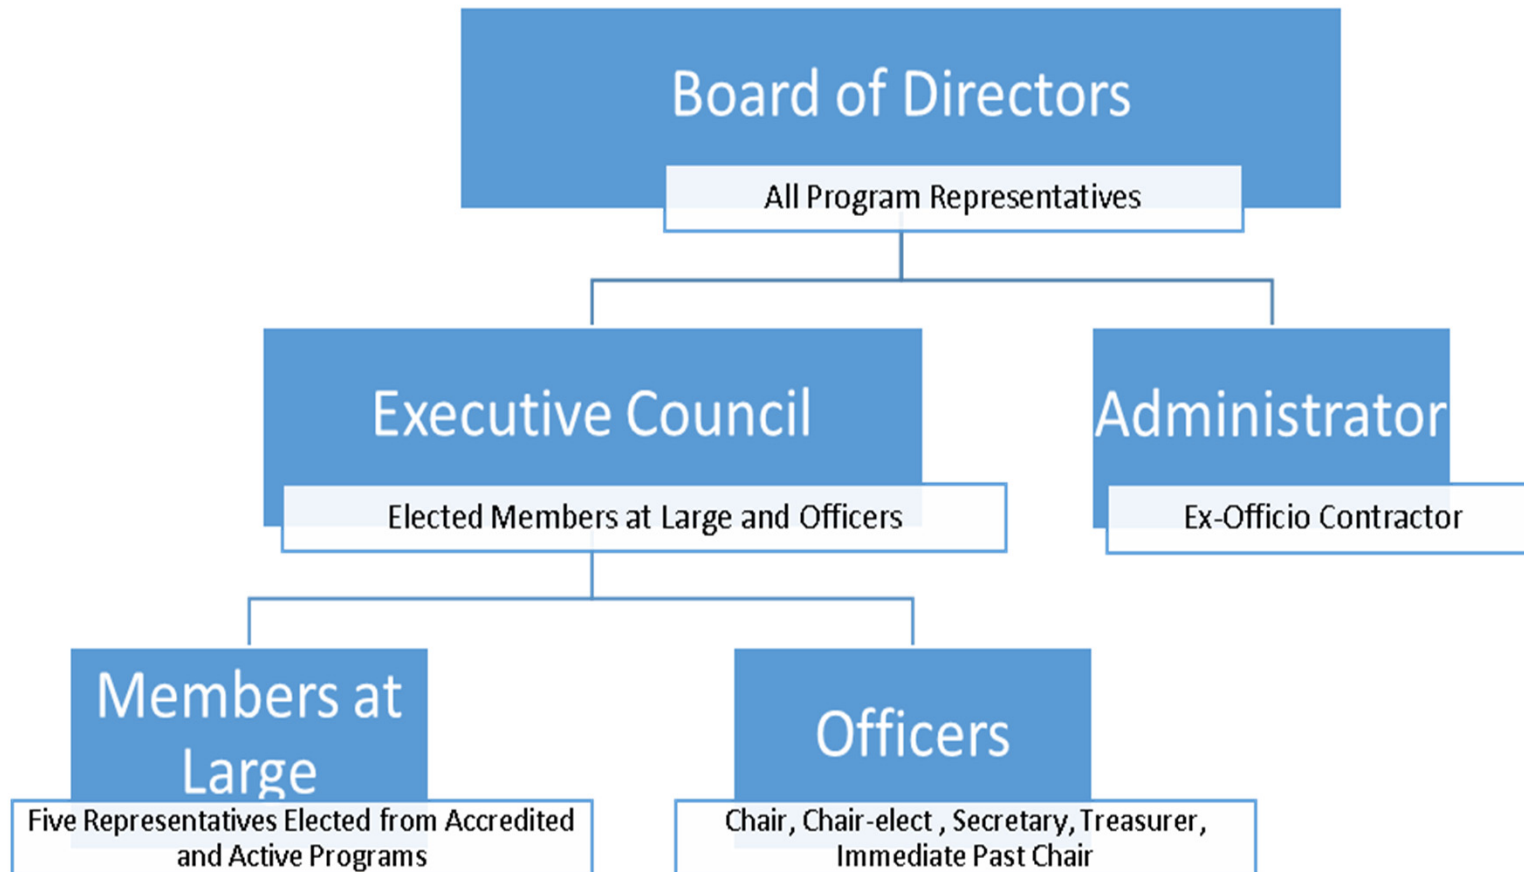 Board of Directors
All Program Representatives
Executive Council
Elected Members at Large and Officers
Administrator
Ex-Officio Contractor
Members at
Large
Five Representatives Elected from Accredited
and Active Programs
Officers
Chair, Chair-elect , Secretary, Treasurer,
Immediate Past Chair